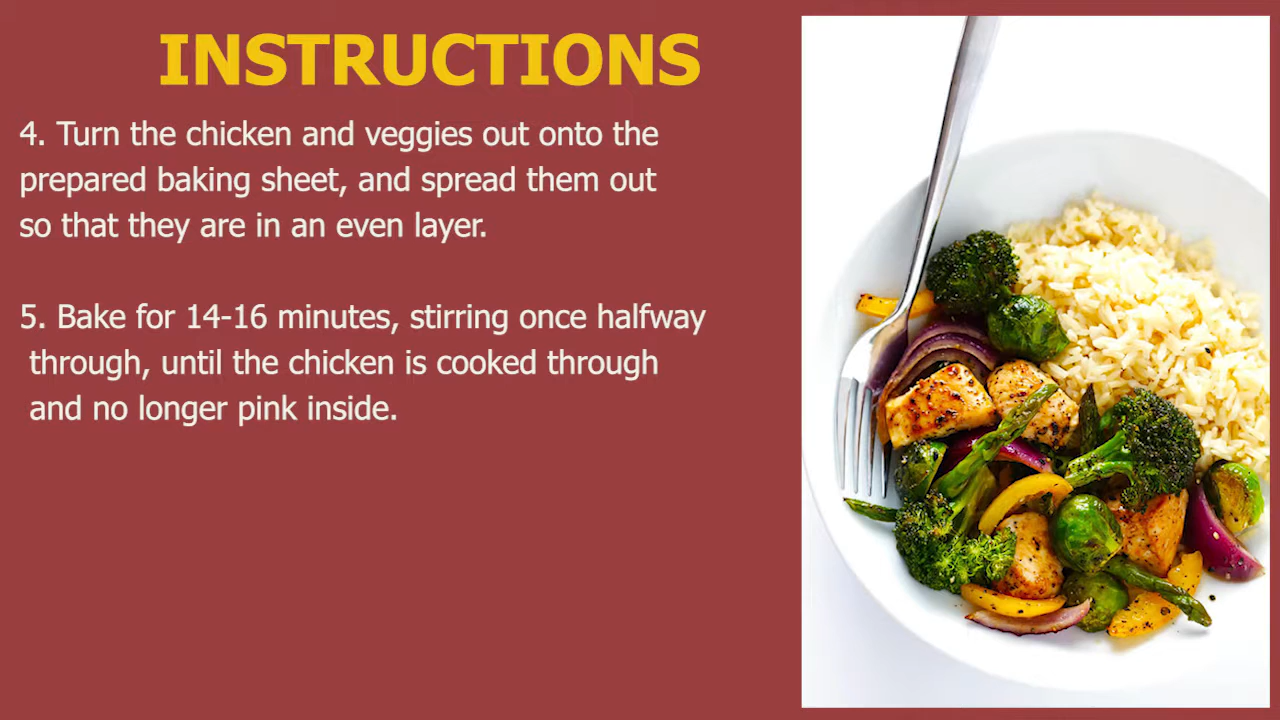 INSTRUCTIONS
4. Turn the chicken and veggies out onto the
prepared baking sheet, and spread them out
so that they are in an even layer.
5. Bake for 14-16 minutes, stirring once halfway
through, until the chicken is cooked through
and no longer pink inside.